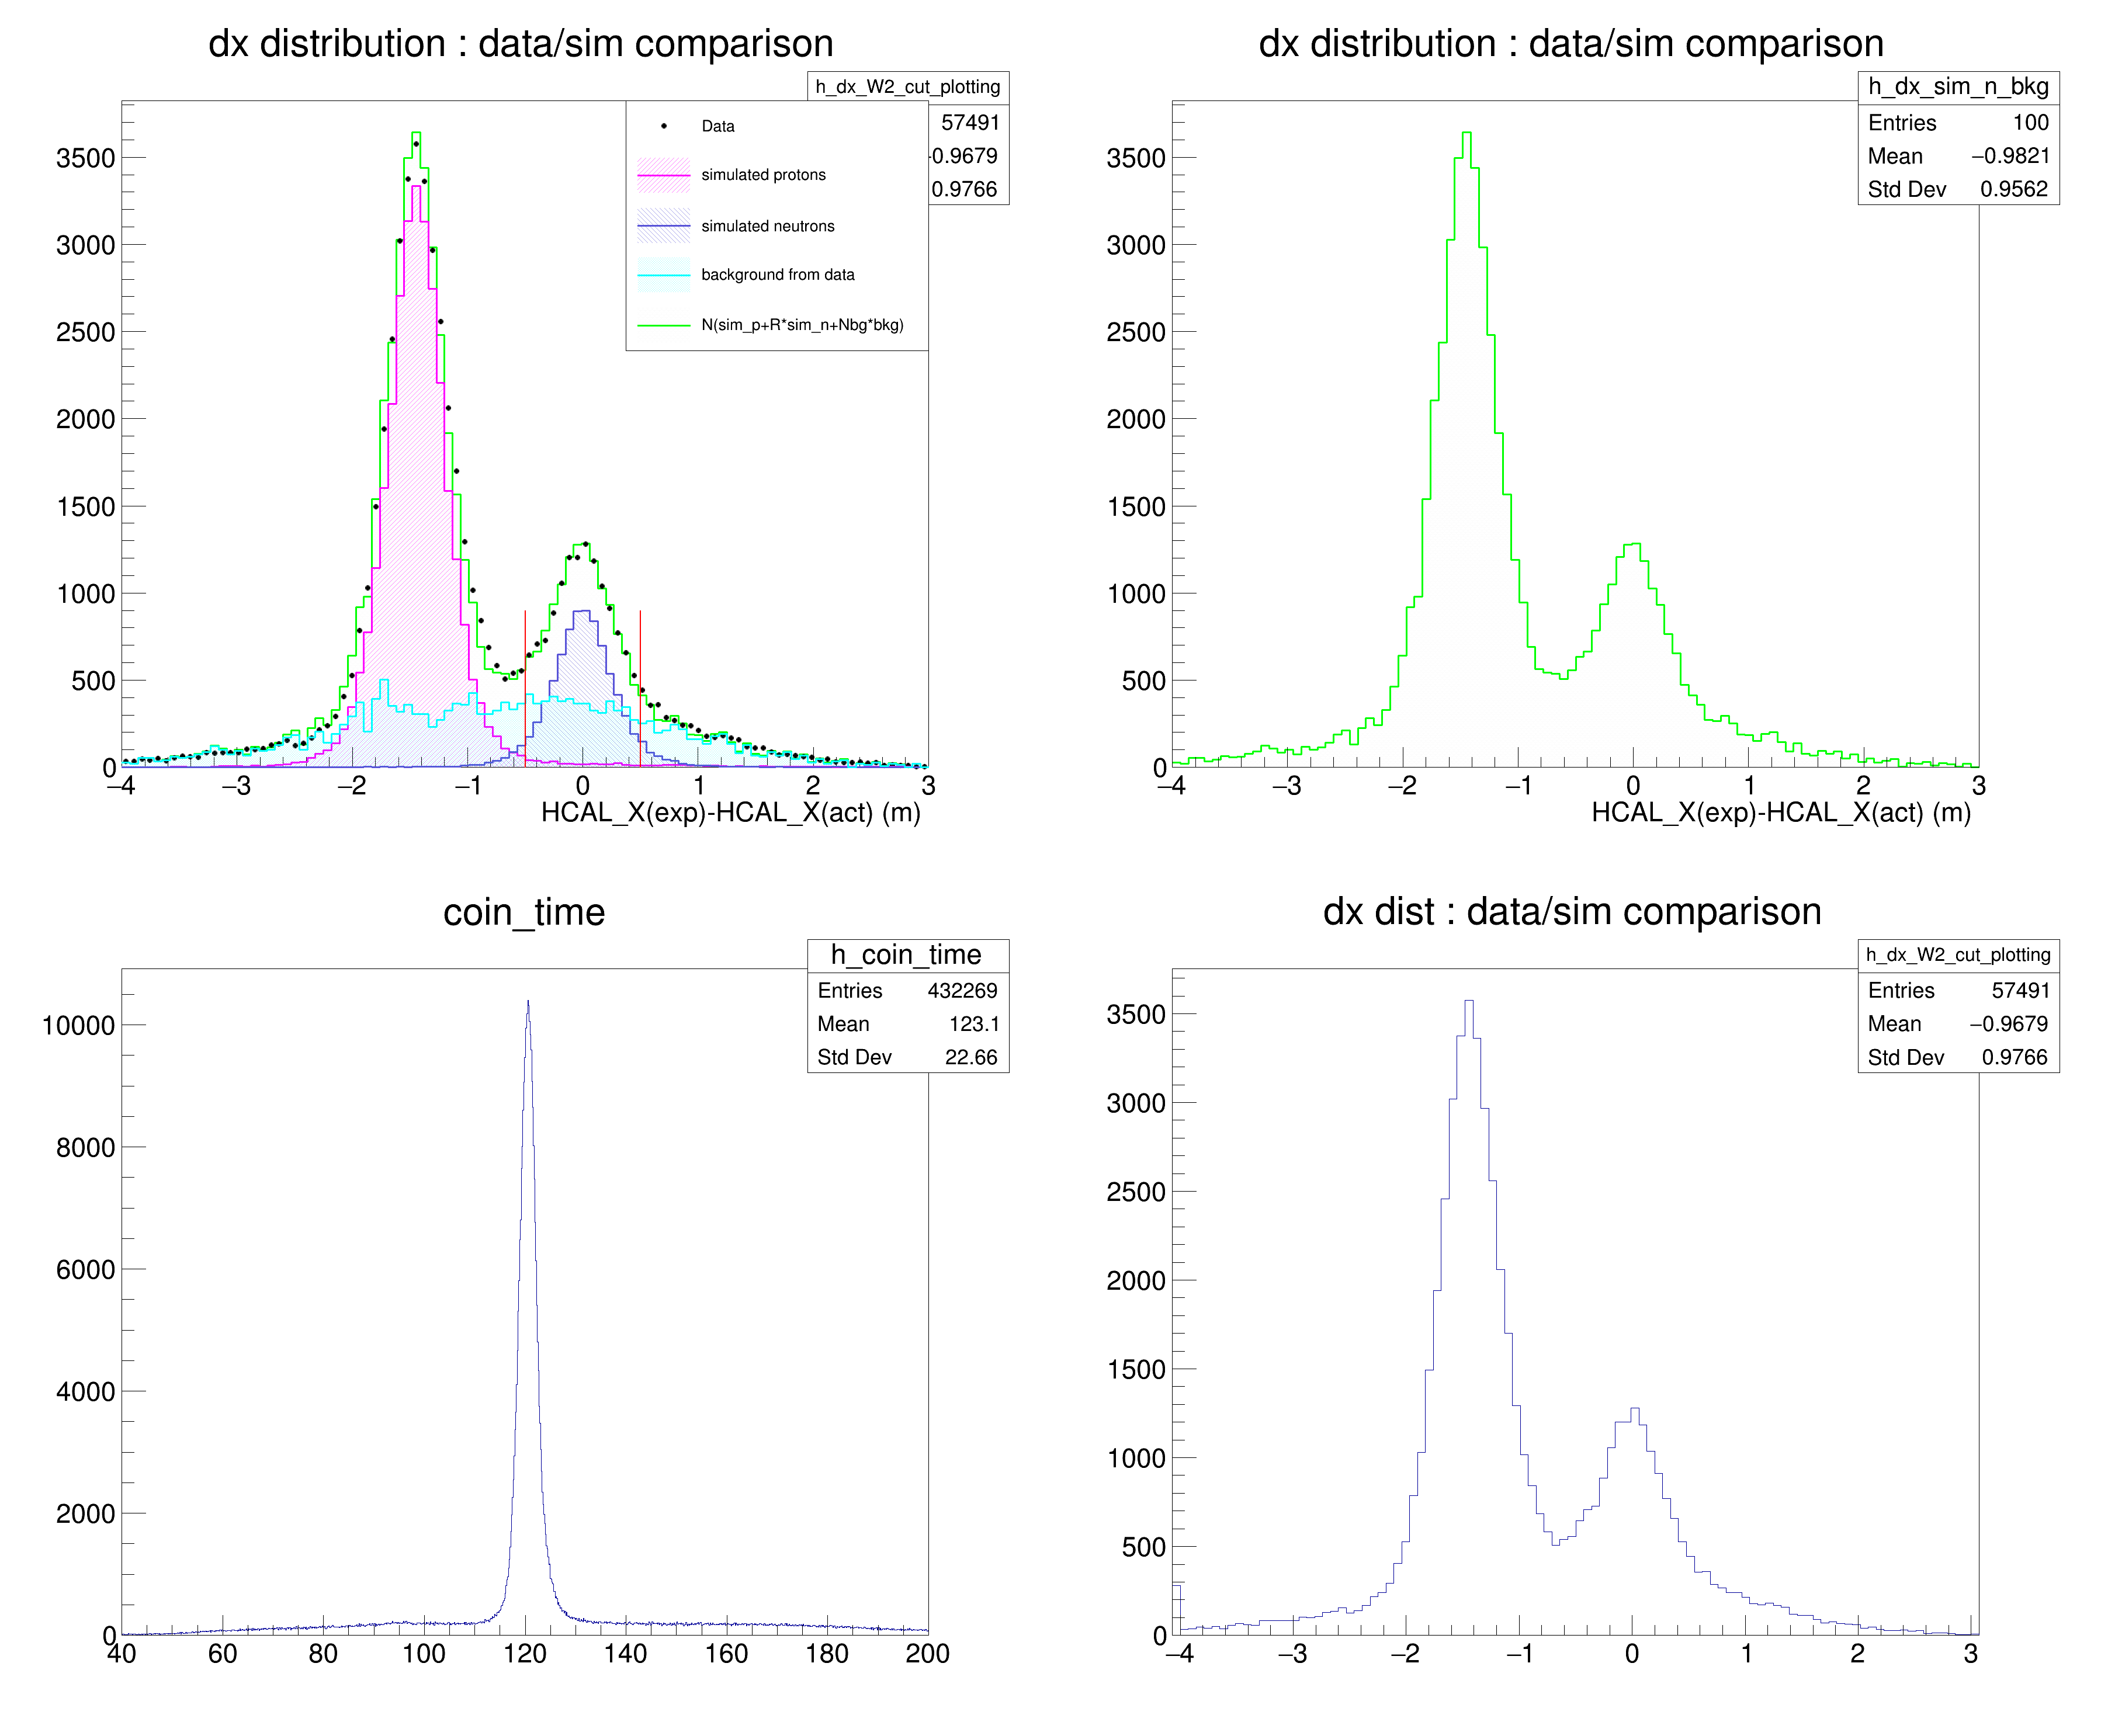 dx distribution : data/sim comparison
h_dx_W2_cut_plotting
57491
-0.9679
0.9766
Data
simulated protons
simulated neutrons
background from data
N(sim_p+R*sim_n+Nbg*bkg)
3500
3000
2500
2000
1500
1000
500
0
−4 −3 −2 −1 0 1 2 3
HCAL_X(exp)-HCAL_X(act) (m)
dx distribution : data/sim comparison
h_dx_sim_n_bkg
Entries 100
Mean −0.9821
Std Dev 0.9562
3500
3000
2500
2000
1500
1000
500
0
−4 −3 −2 −1 0 1 2 3
HCAL_X(exp)-HCAL_X(act) (m)
coin_time
h_coin_time
Entries 432269
Mean 123.1
Std Dev 22.66
10000
8000
6000
4000
2000
0
40 60 80 100 120 140 160 180 200
dx dist : data/sim comparison
h_dx_W2_cut_plotting
Entries 57491
Mean −0.9679
Std Dev 0.9766
3500
3000
2500
2000
1500
1000
500
0
−4 −3 −2 −1 0 1 2 3